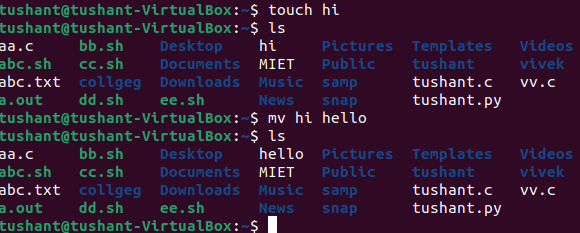 tushant@tushant-VirtualBox:~$ touch hi
tushant@tushant-VirtualBox:~$ ls
aa.c bb.sh Desktop hi Pictures Templates Videos
abc.sh cc.sh Documents MIET Public tushant vivek
abc.txt collgeg Downloads Music samp tushant.c vv.c
a.out dd.sh ee.sh News snap tushant.py
tushant@tushant-VirtualBox:~$ mv hi hello
tushant@tushant-VirtualBox:~$ ls
aa.c bb.sh Desktop hello Pictures Templates Videos
abc.sh cc.sh Documents MIET Public tushant vivek
abc.txt collgeg Downloads Music samp tushant.c vv.c
a.out dd.sh ee.sh News snap tushant.py
tushant@tushant-VirtualBox:~$